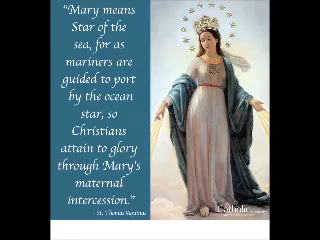 "Mary means
Star of the
sea, for as
mariners are
guided to port
by the ocean
star, so
Christians
attain to glory
through Mary's
maternal
intercession."
- St. Thomas Aquinas
Catholic